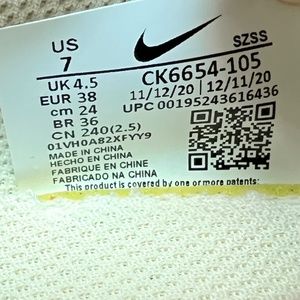 US
7
SZSS
UK 4.5
EUR 38
cm 24
BR 36
CN 240(2.5)
CK6654-105
11/12/20 // 12/11/20
UPC 00195243616436
01VH0A82XFYY9
MADE IN CHINA
HECHO EN CHINA
FABRIQUE EN CHINE
FABRICADO NA CHINA
This product is covered by one or more patents: